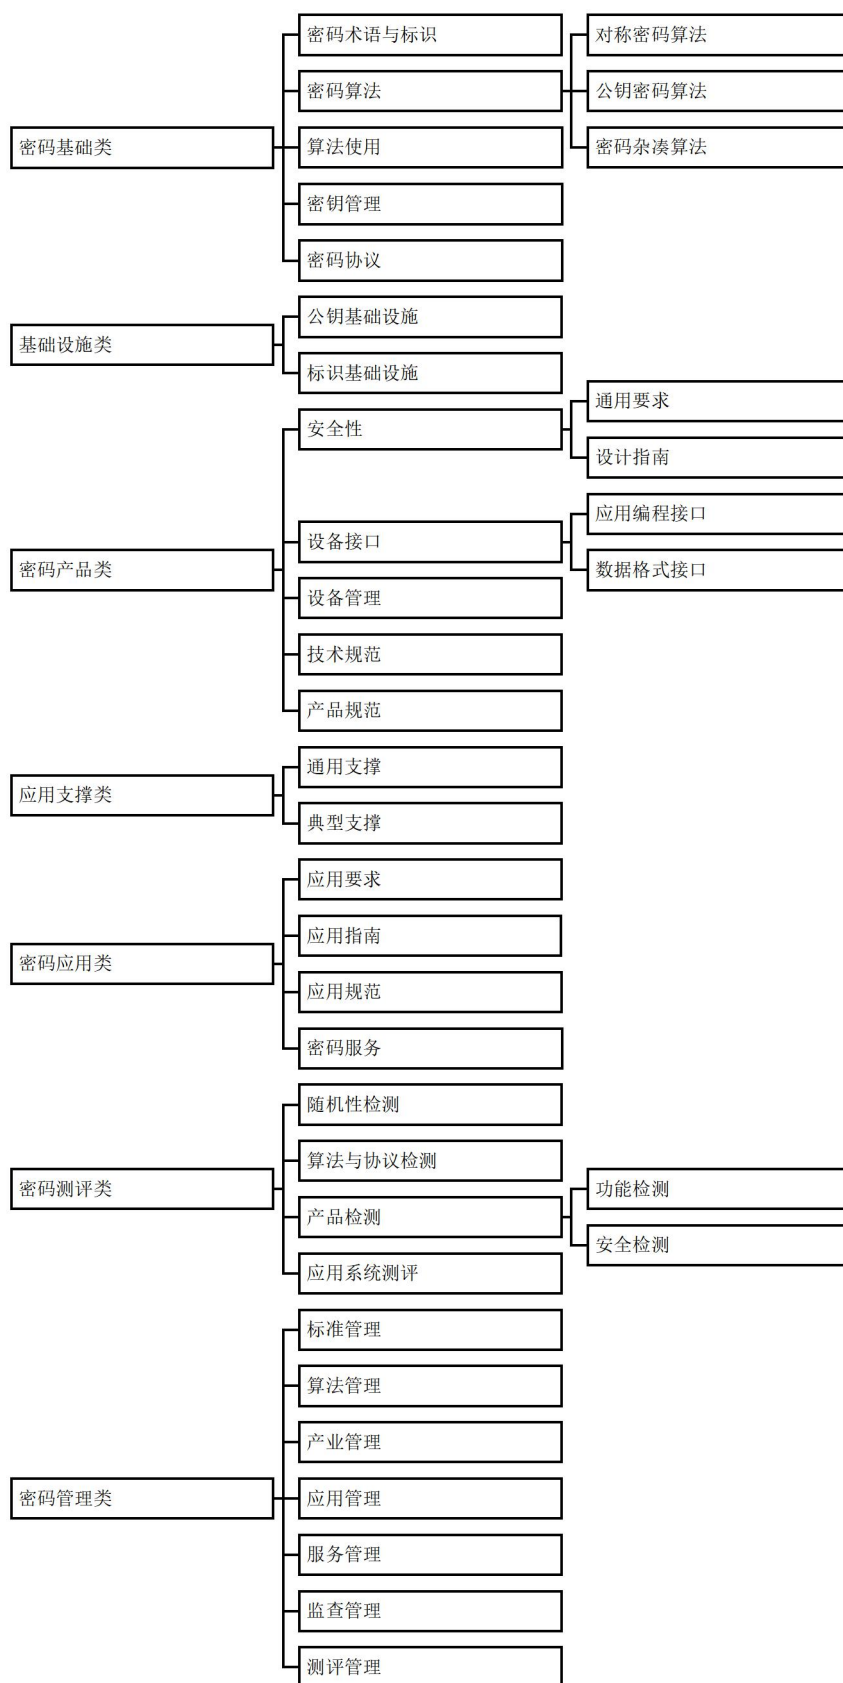 密码基础类
密码术语与标识
密码算法
对称密码算法
公钥密码算法
密码杂凑算法
算法使用
密钥管理
密码协议
基础设施类
公钥基础设施
标识基础设施
密码产品类
安全性
通用要求
设计指南
设备接口
应用编程接口
数据格式接口
设备管理
技术规范
产品规范
应用支撑类
通用支撑
典型支撑
密码应用类
应用要求
应用指南
应用规范
密码服务
密码测评类
随机性检测
算法与协议检测
产品检测
功能检测
安全检测
应用系统测评
密码管理类
标准管理
算法管理
产业管理
应用管理
服务管理
监查管理
测评管理